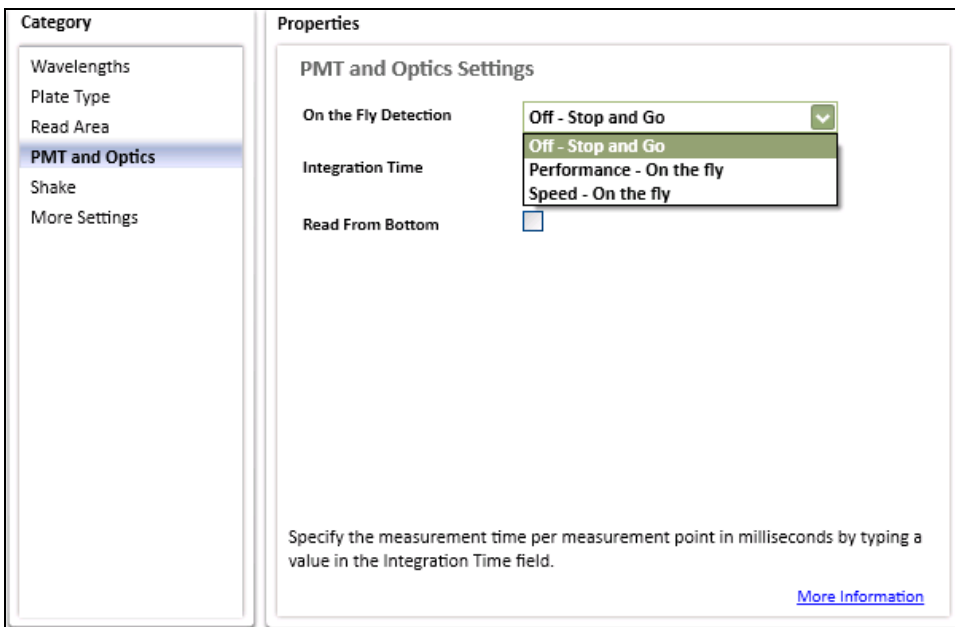 Category
Wavelengths
Plate Type
Read Area
PMT and Optics
Shake
More Settings
Properties
PMT and Optics Settings
On the Fly Detection
Off - Stop and Go
Off - Stop and Go
Performance - On the fly
Speed - On the fly
Integration Time
Read From Bottom
Specify the measurement time per measurement point in milliseconds by typing a
value in the Integration Time field.
More Information